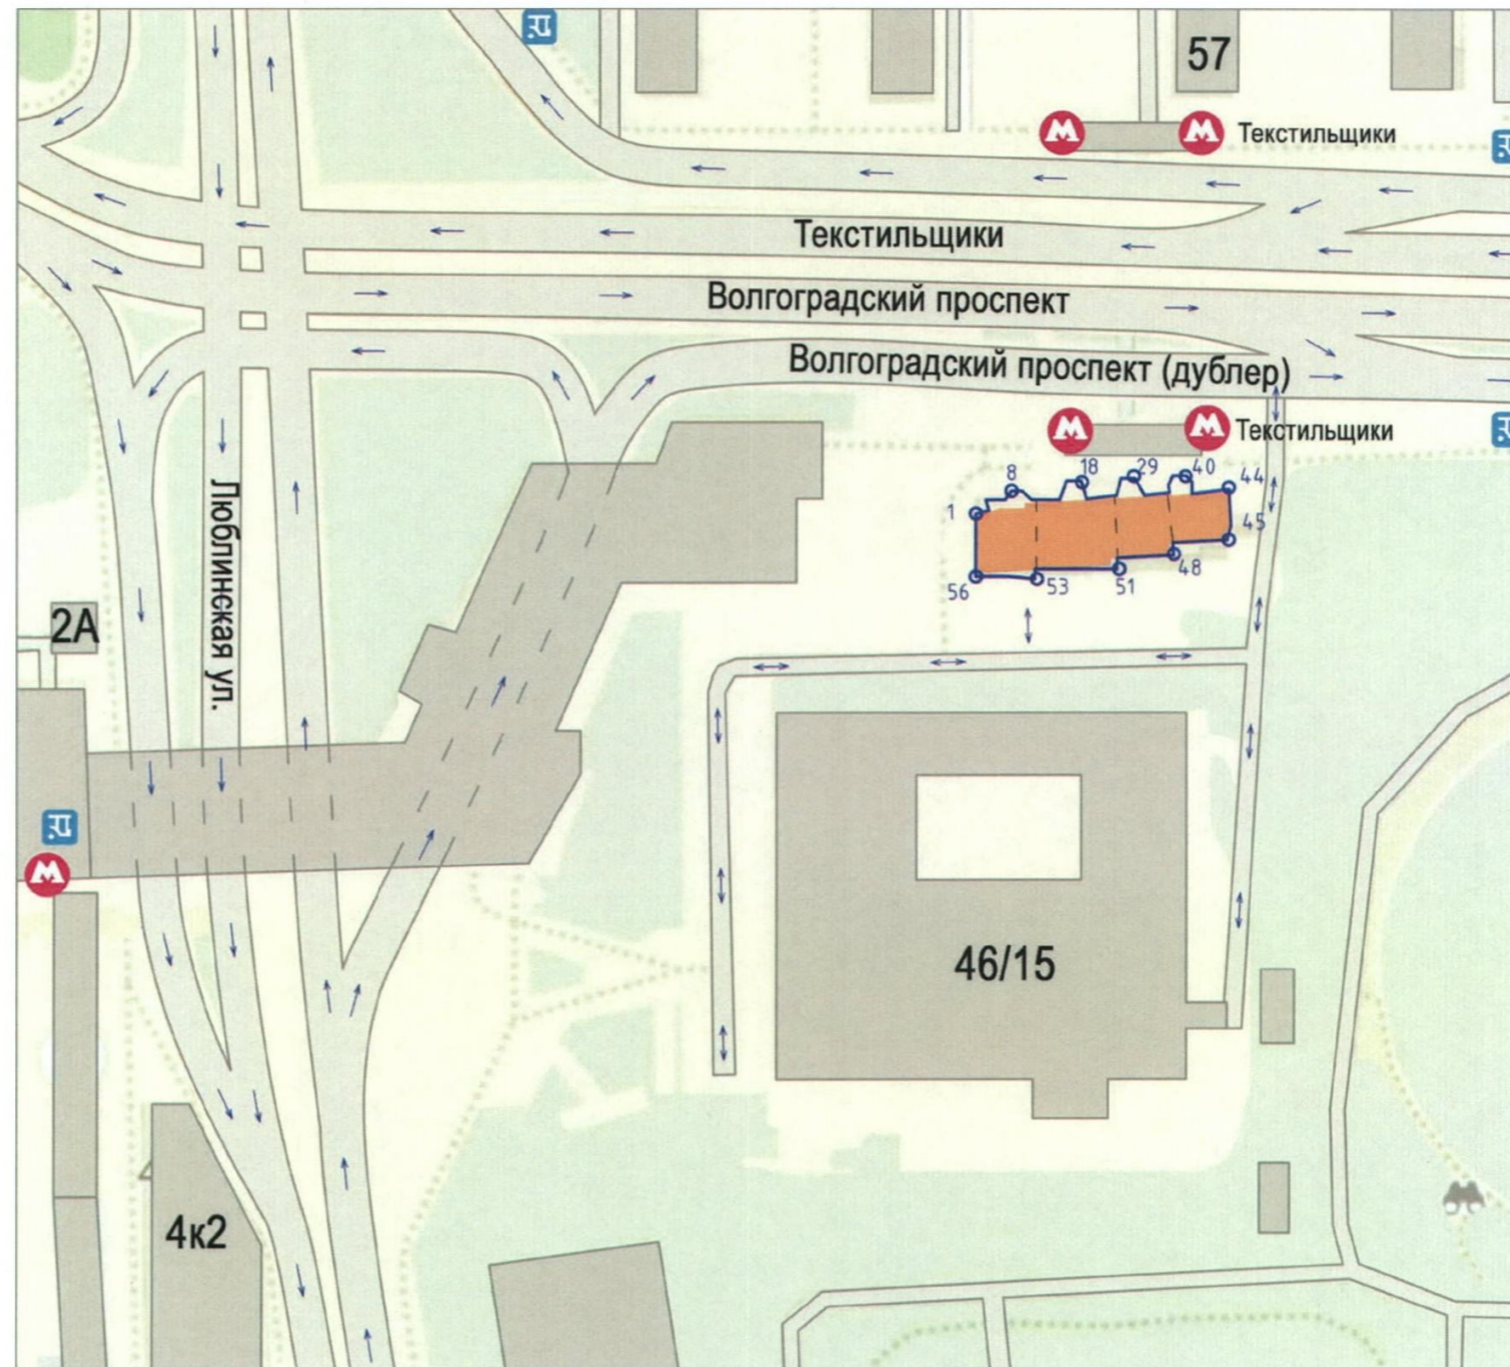 57
М М Текстильщики
Текстильщики
Волгоградский проспект
Волгоградский проспект (дублер)
М М Текстильщики
8 18 29 40 44
1
45
56 53 51 48
Люблинская ул.
2А
М
46/15
4к2